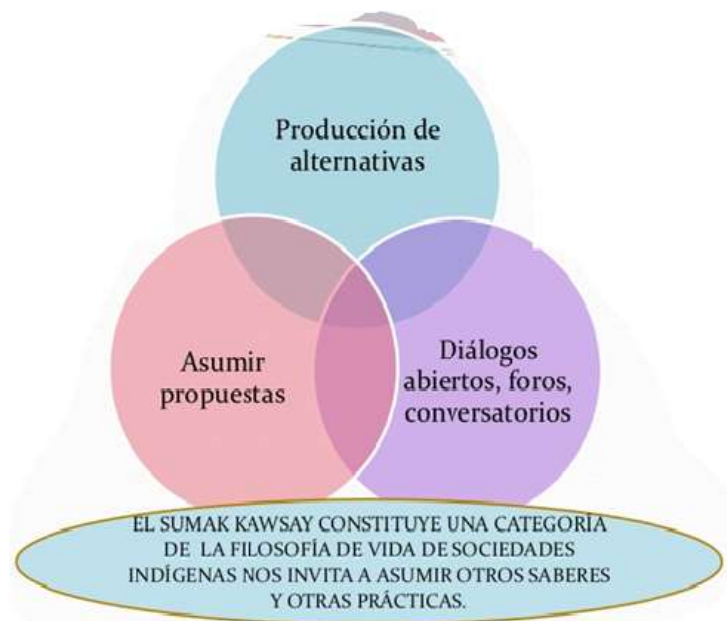 Producción de
alternativas
Asumir
propuestas
Diálogos
abiertos, foros,
conversatorios
EL SUMAK KAWSAY CONSTITUYE UNA CATEGORÍA
DE LA FILOSOFÍA DE VIDA DE SOCIEDADES
INDÍGENAS NOS INVITA A ASUMIR OTROS SABERES
Y OTRAS PRÁCTICAS.